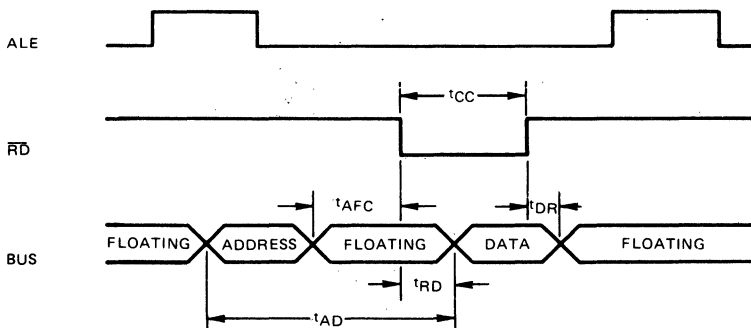 ALE
tCC
RD
tAFC
tDR
BUS
FLOATING ADDRESS FLOATING DATA FLOATING
tRD
tAD